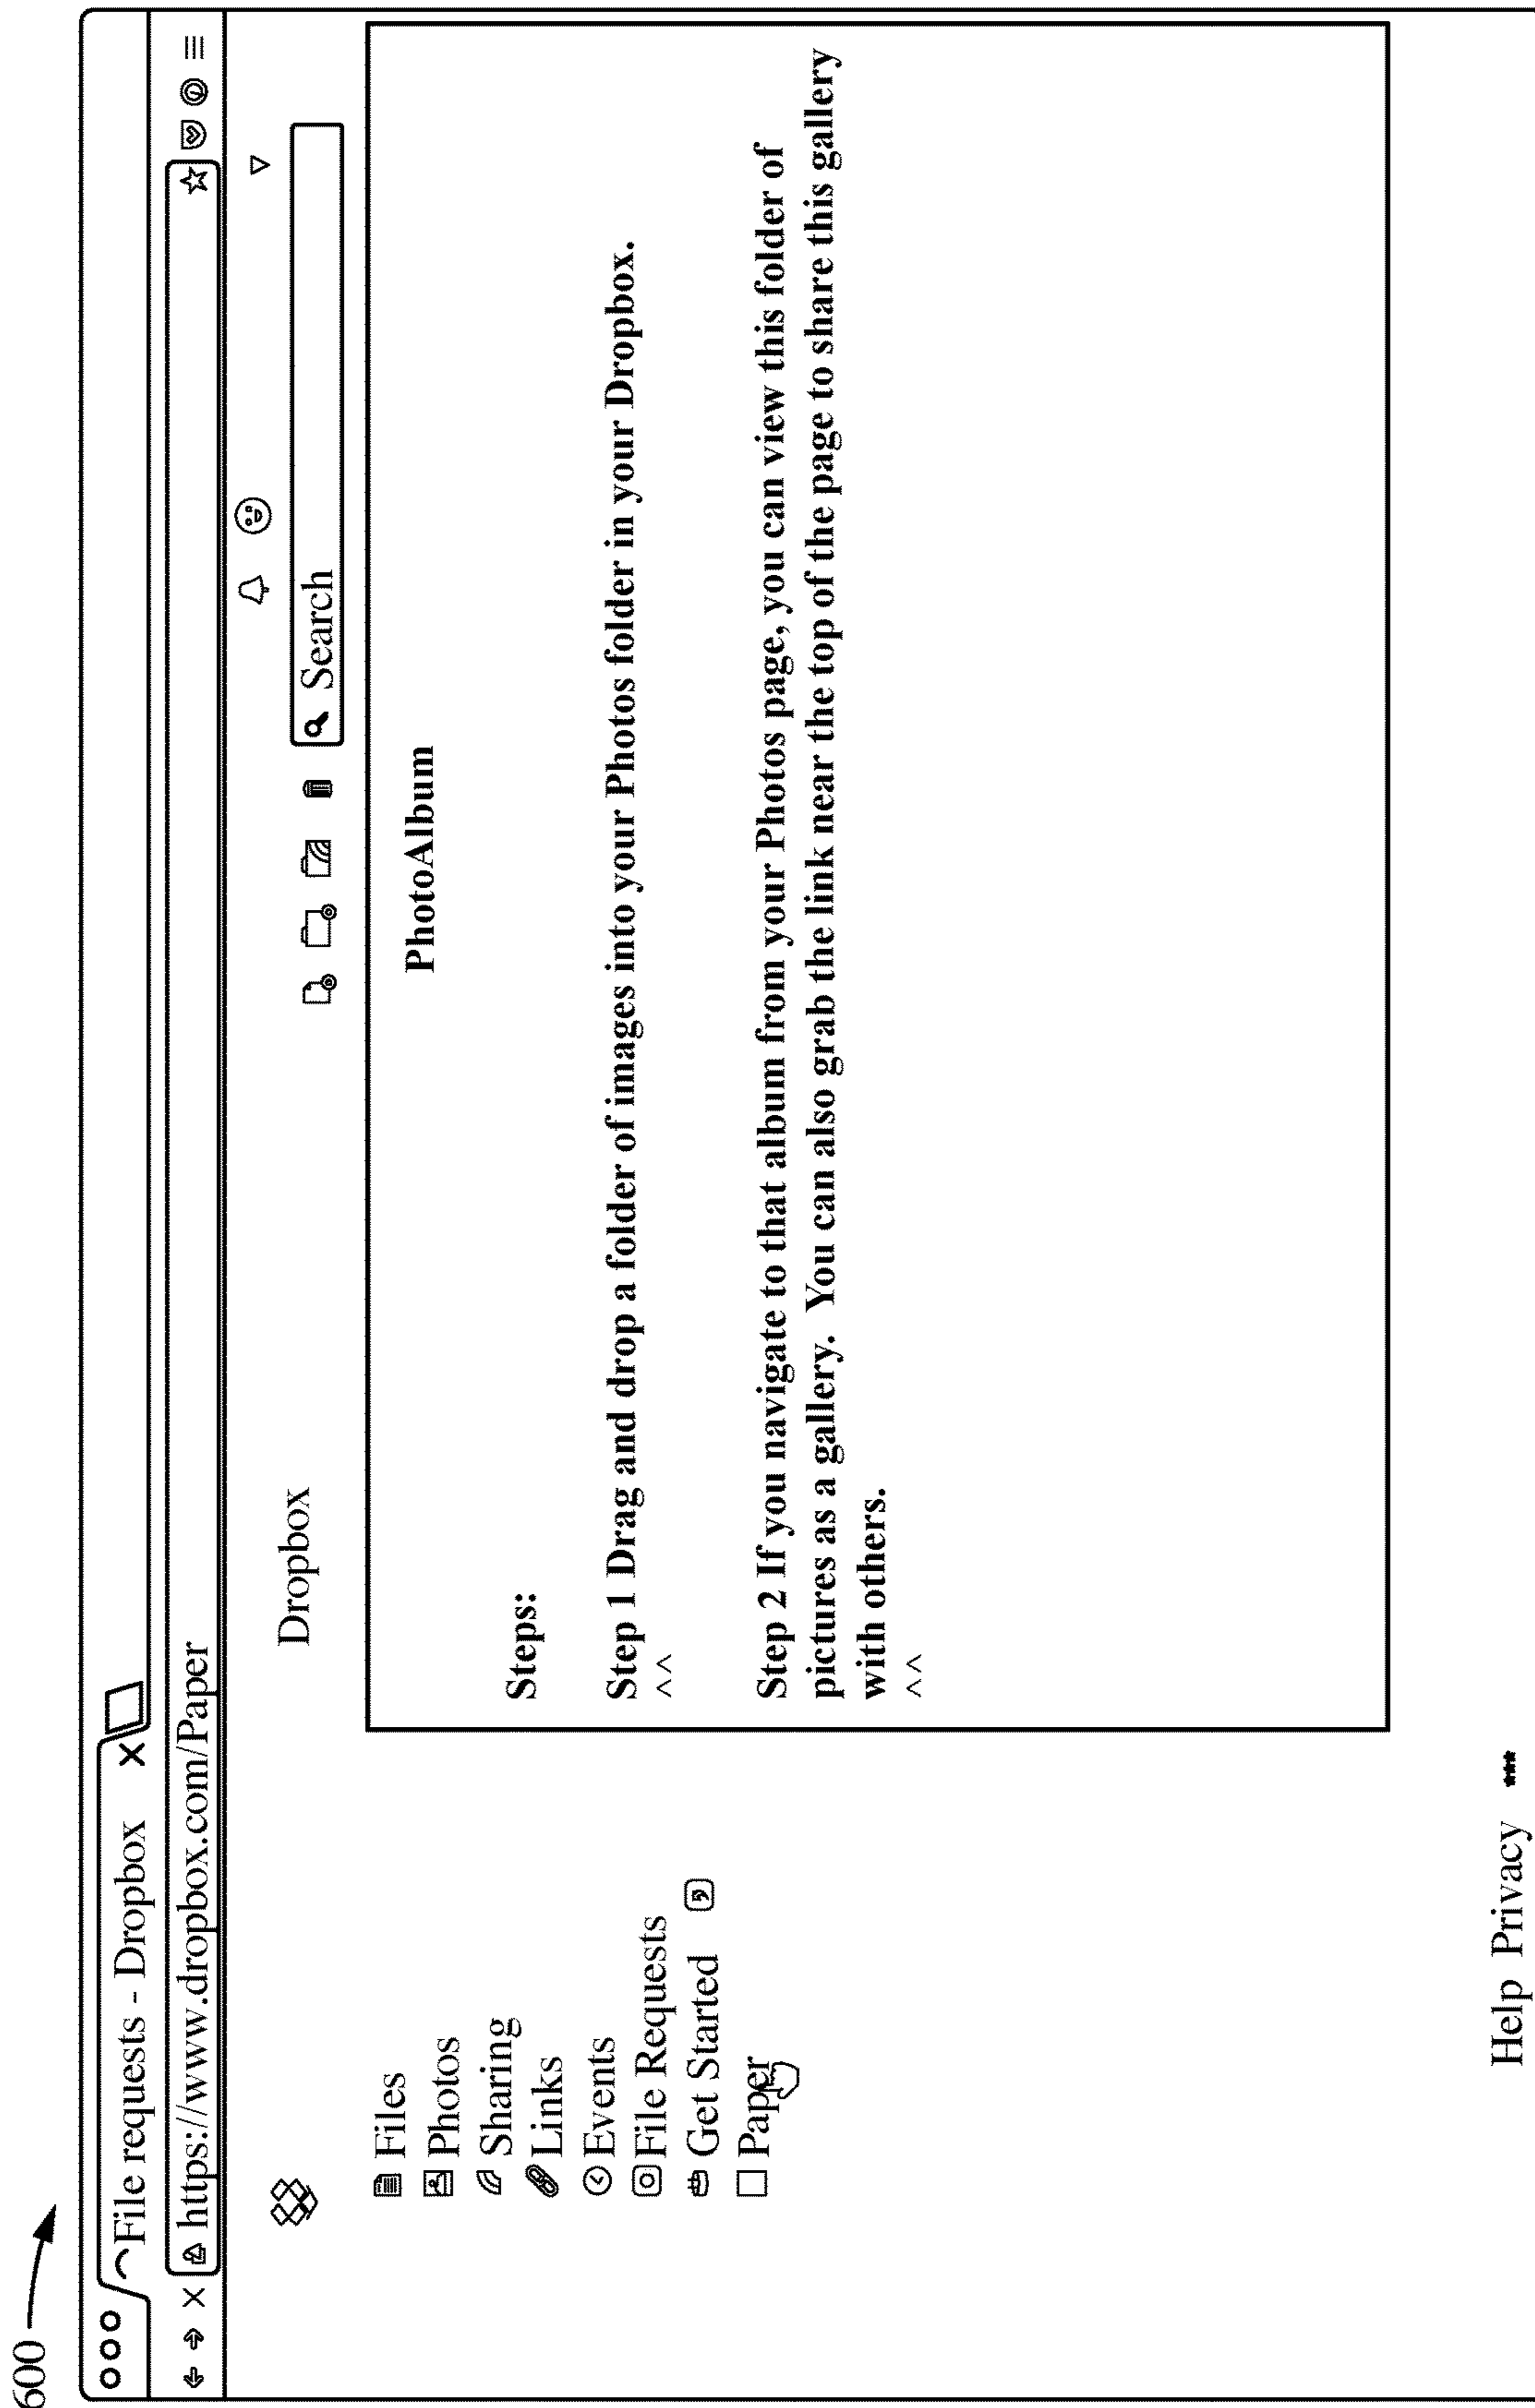 600
File requests - Dropbox X
https://www.dropbox.com/Paper
Dropbox
Search
Files
Photos
Sharing
Links
Events
File Requests
Get Started
Paper
PhotoAlbum
Steps:
Step 1 Drag and drop a folder of images into your Photos folder in your Dropbox.
^^
Step 2 If you navigate to that album from your Photos page, you can view this folder of
pictures as a gallery. You can also grab the link near the top of the page to share this gallery
with others.
^^
Help Privacy